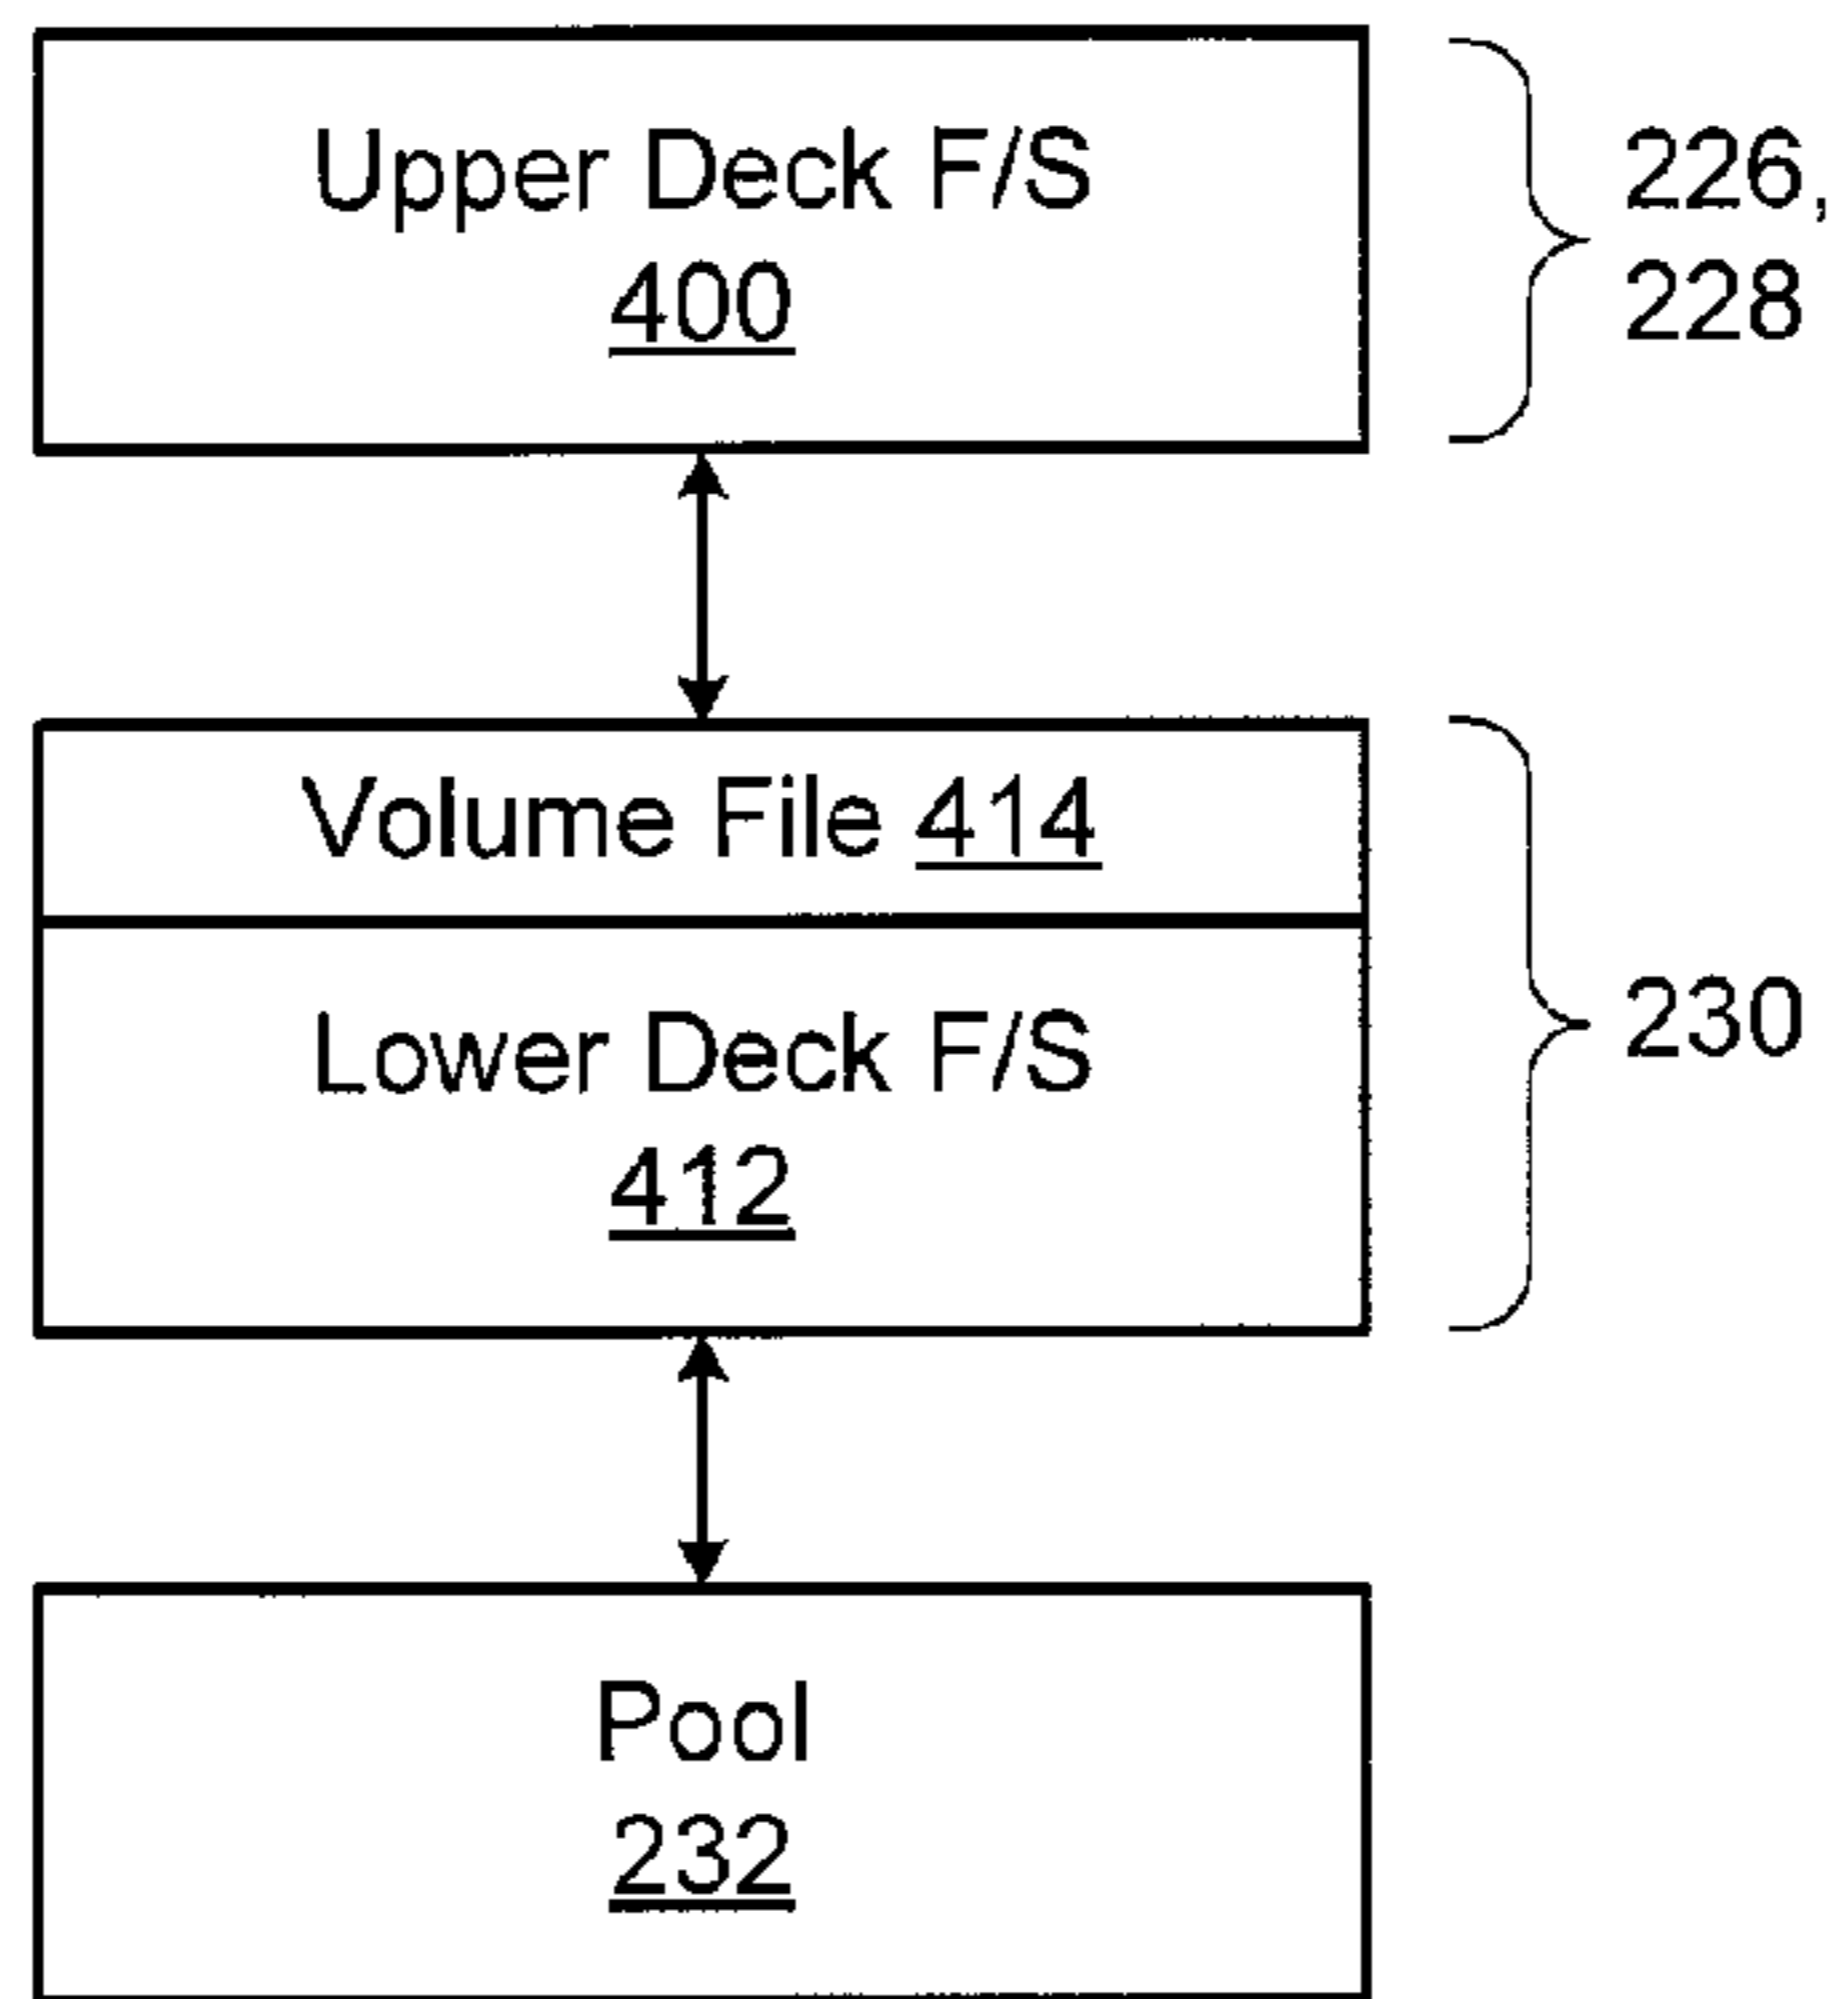 Upper Deck F/S
400
226,
228
Volume File 414
Lower Deck F/S
412
230
Pool
232